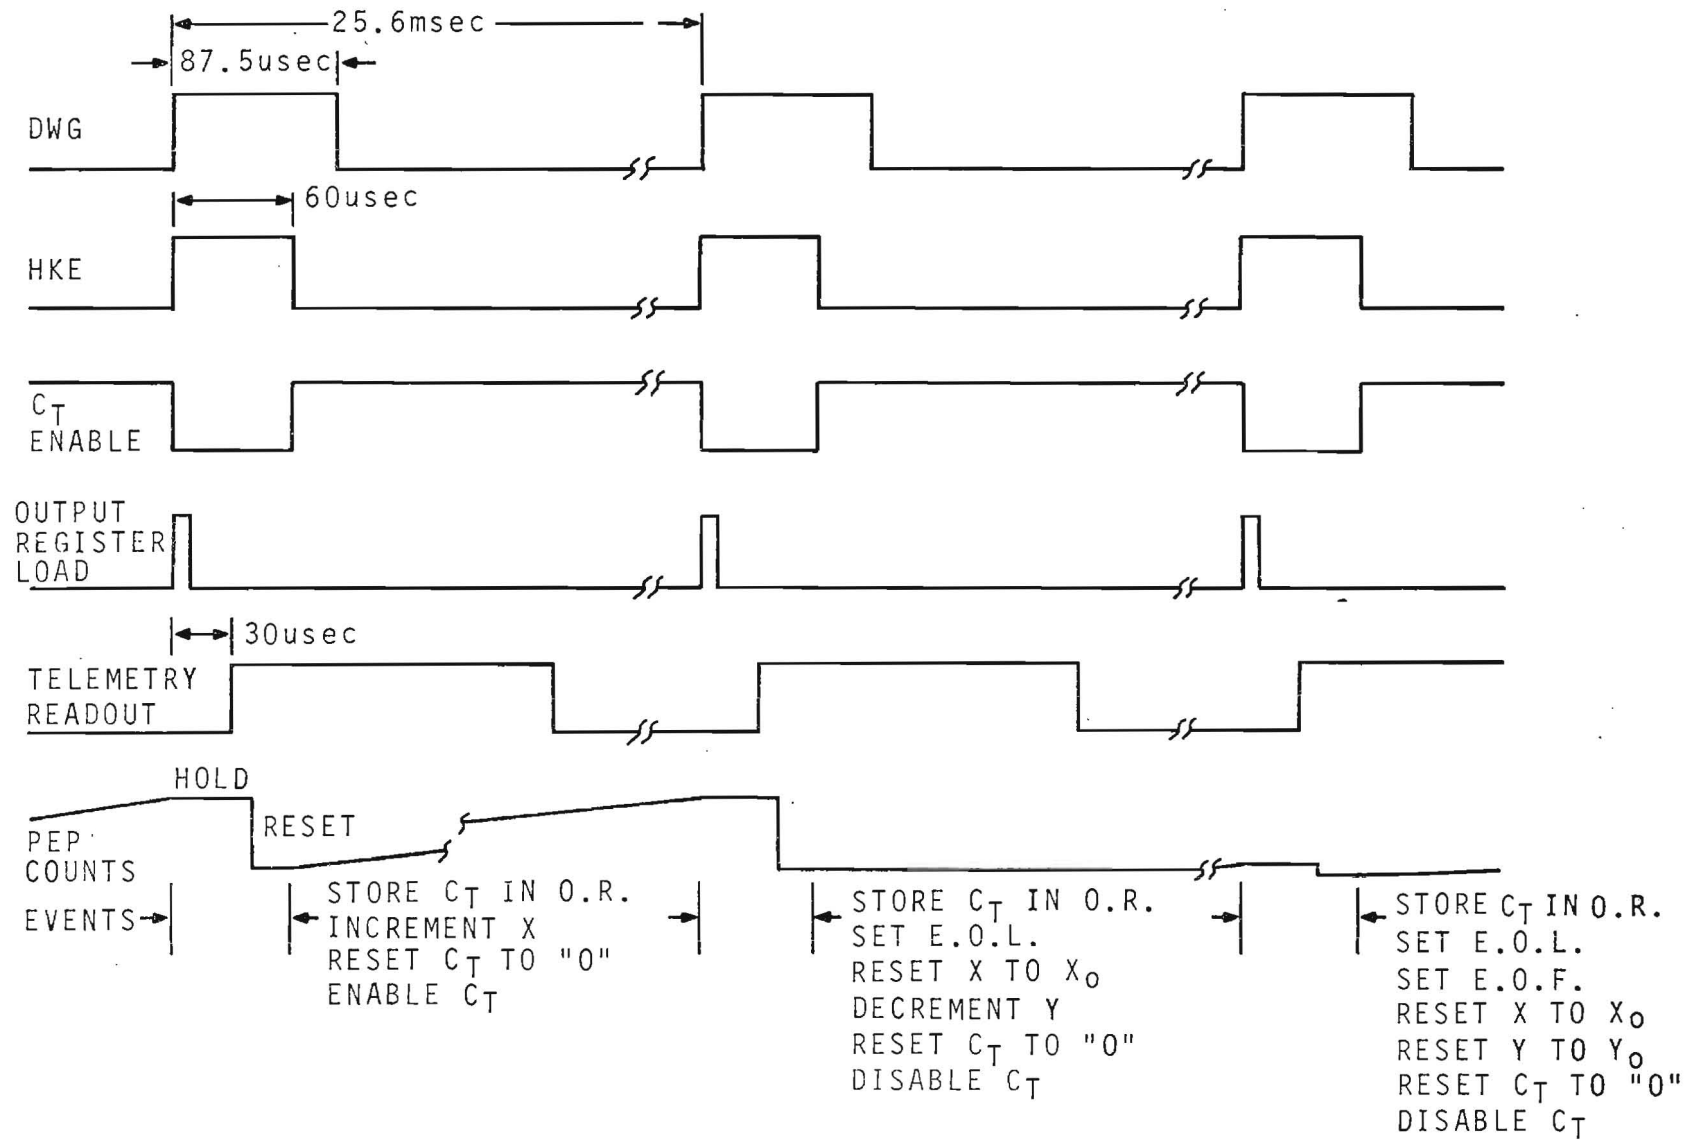 25.6msec
87.5usec
DWG
60usec
HKE
CT
ENABLE
OUTPUT
REGISTER
LOAD
30usec
TELEMETRY
READOUT
HOLD
RESET
PEP
COUNTS
EVENTS
STORE CT IN O.R.
INCREMENT X
RESET CT TO "O"
ENABLE CT
STORE CT IN O.R.
SET E.O.L.
RESET X TO XO
DECREMENT Y
RESET CT TO "O"
DISABLE CT
STORE CT IN O.R.
SET E.O.L.
SET E.O.F.
RESET X TO XO
RESET Y TO YO
RESET CT TO "O"
DISABLE CT